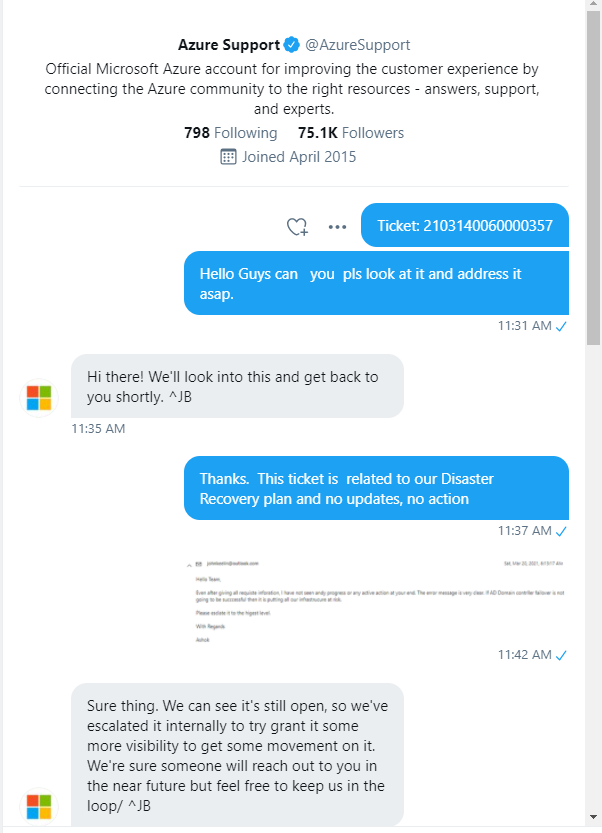 Azure Support @AzureSupport
Official Microsoft Azure account for improving the customer experience by
connecting the Azure community to the right resources - answers, support,
and experts.
798 Following 75.1K Followers
Joined April 2015
Ticket: 2103140060000357
Hello Guys can you pls look at it and address it
asap.
11:31 AM
Hi there! We'll look into this and get back to
you shortly. ^JB
11:35 AM
Thanks. This ticket is related to our Disaster
Recovery plan and no updates, no action
11:37 AM
Hello Team,
Even after giving all requisite inforation, I have not seen andy progress or any active action at your end. The error message is very clear. If AD Domain contrller failover is not
going to be successful then it is putting all our infrastructure at risk.
Please esclate it to the higest level.
With Regards
Ashok
11:42 AM
Sure thing. We can see it's still open, so we've
escalated it internally to try grant it some
more visibility to get some movement on it.
We're sure someone will reach out to you in
the near future but feel free to keep us in the
loop/ ^JB